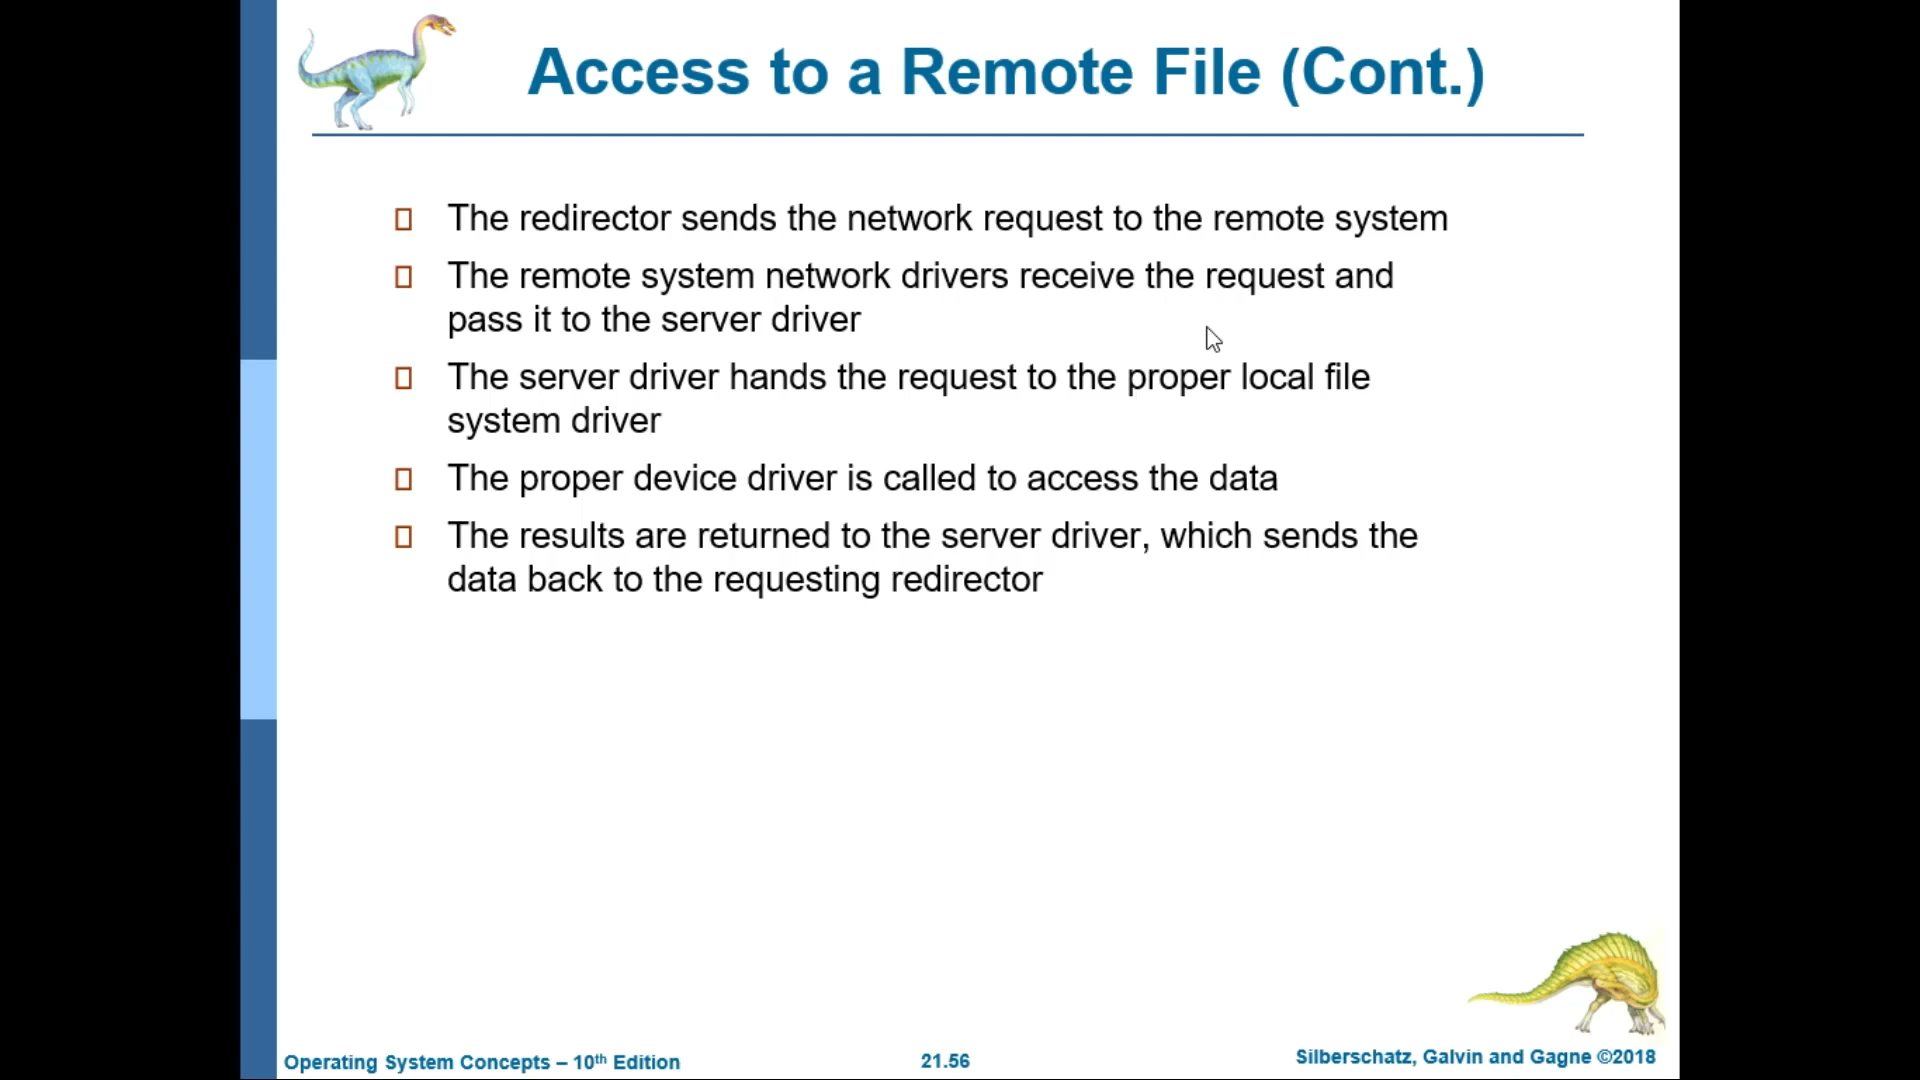 Access to a Remote File (Cont.)
The redirector sends the network request to the remote system
The remote system network drivers receive the request and
pass it to the server driver
The server driver hands the request to the proper local file
system driver
The proper device driver is called to access the data
The results are returned to the server driver, which sends the
data back to the requesting redirector
Operating System Concepts – 10th Edition
21.56
Silberschatz, Galvin and Gagne ©2018